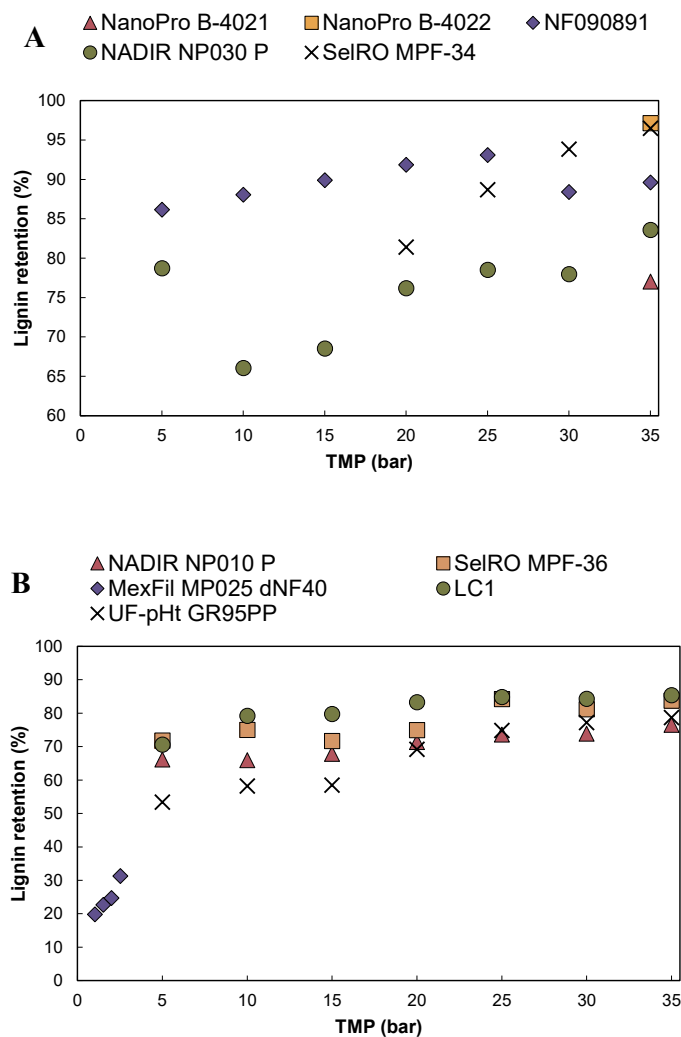 A
NanoPro B-4021 NanoPro B-4022 NF090891
NADIR NP030 P SelRO MPF-34
Lignin retention (%)
100
95
90
85
80
75
70
65
60
0 5 10 15 20 25 30 35
TMP (bar)
B
NADIR NP010 P SelRO MPF-36
MexFil MP025 dNF40 LC1
UF-pHt GR95PP
Lignin retention (%)
100
90
80
70
60
50
40
30
20
10
0
0 5 10 15 20 25 30 35
TMP (bar)